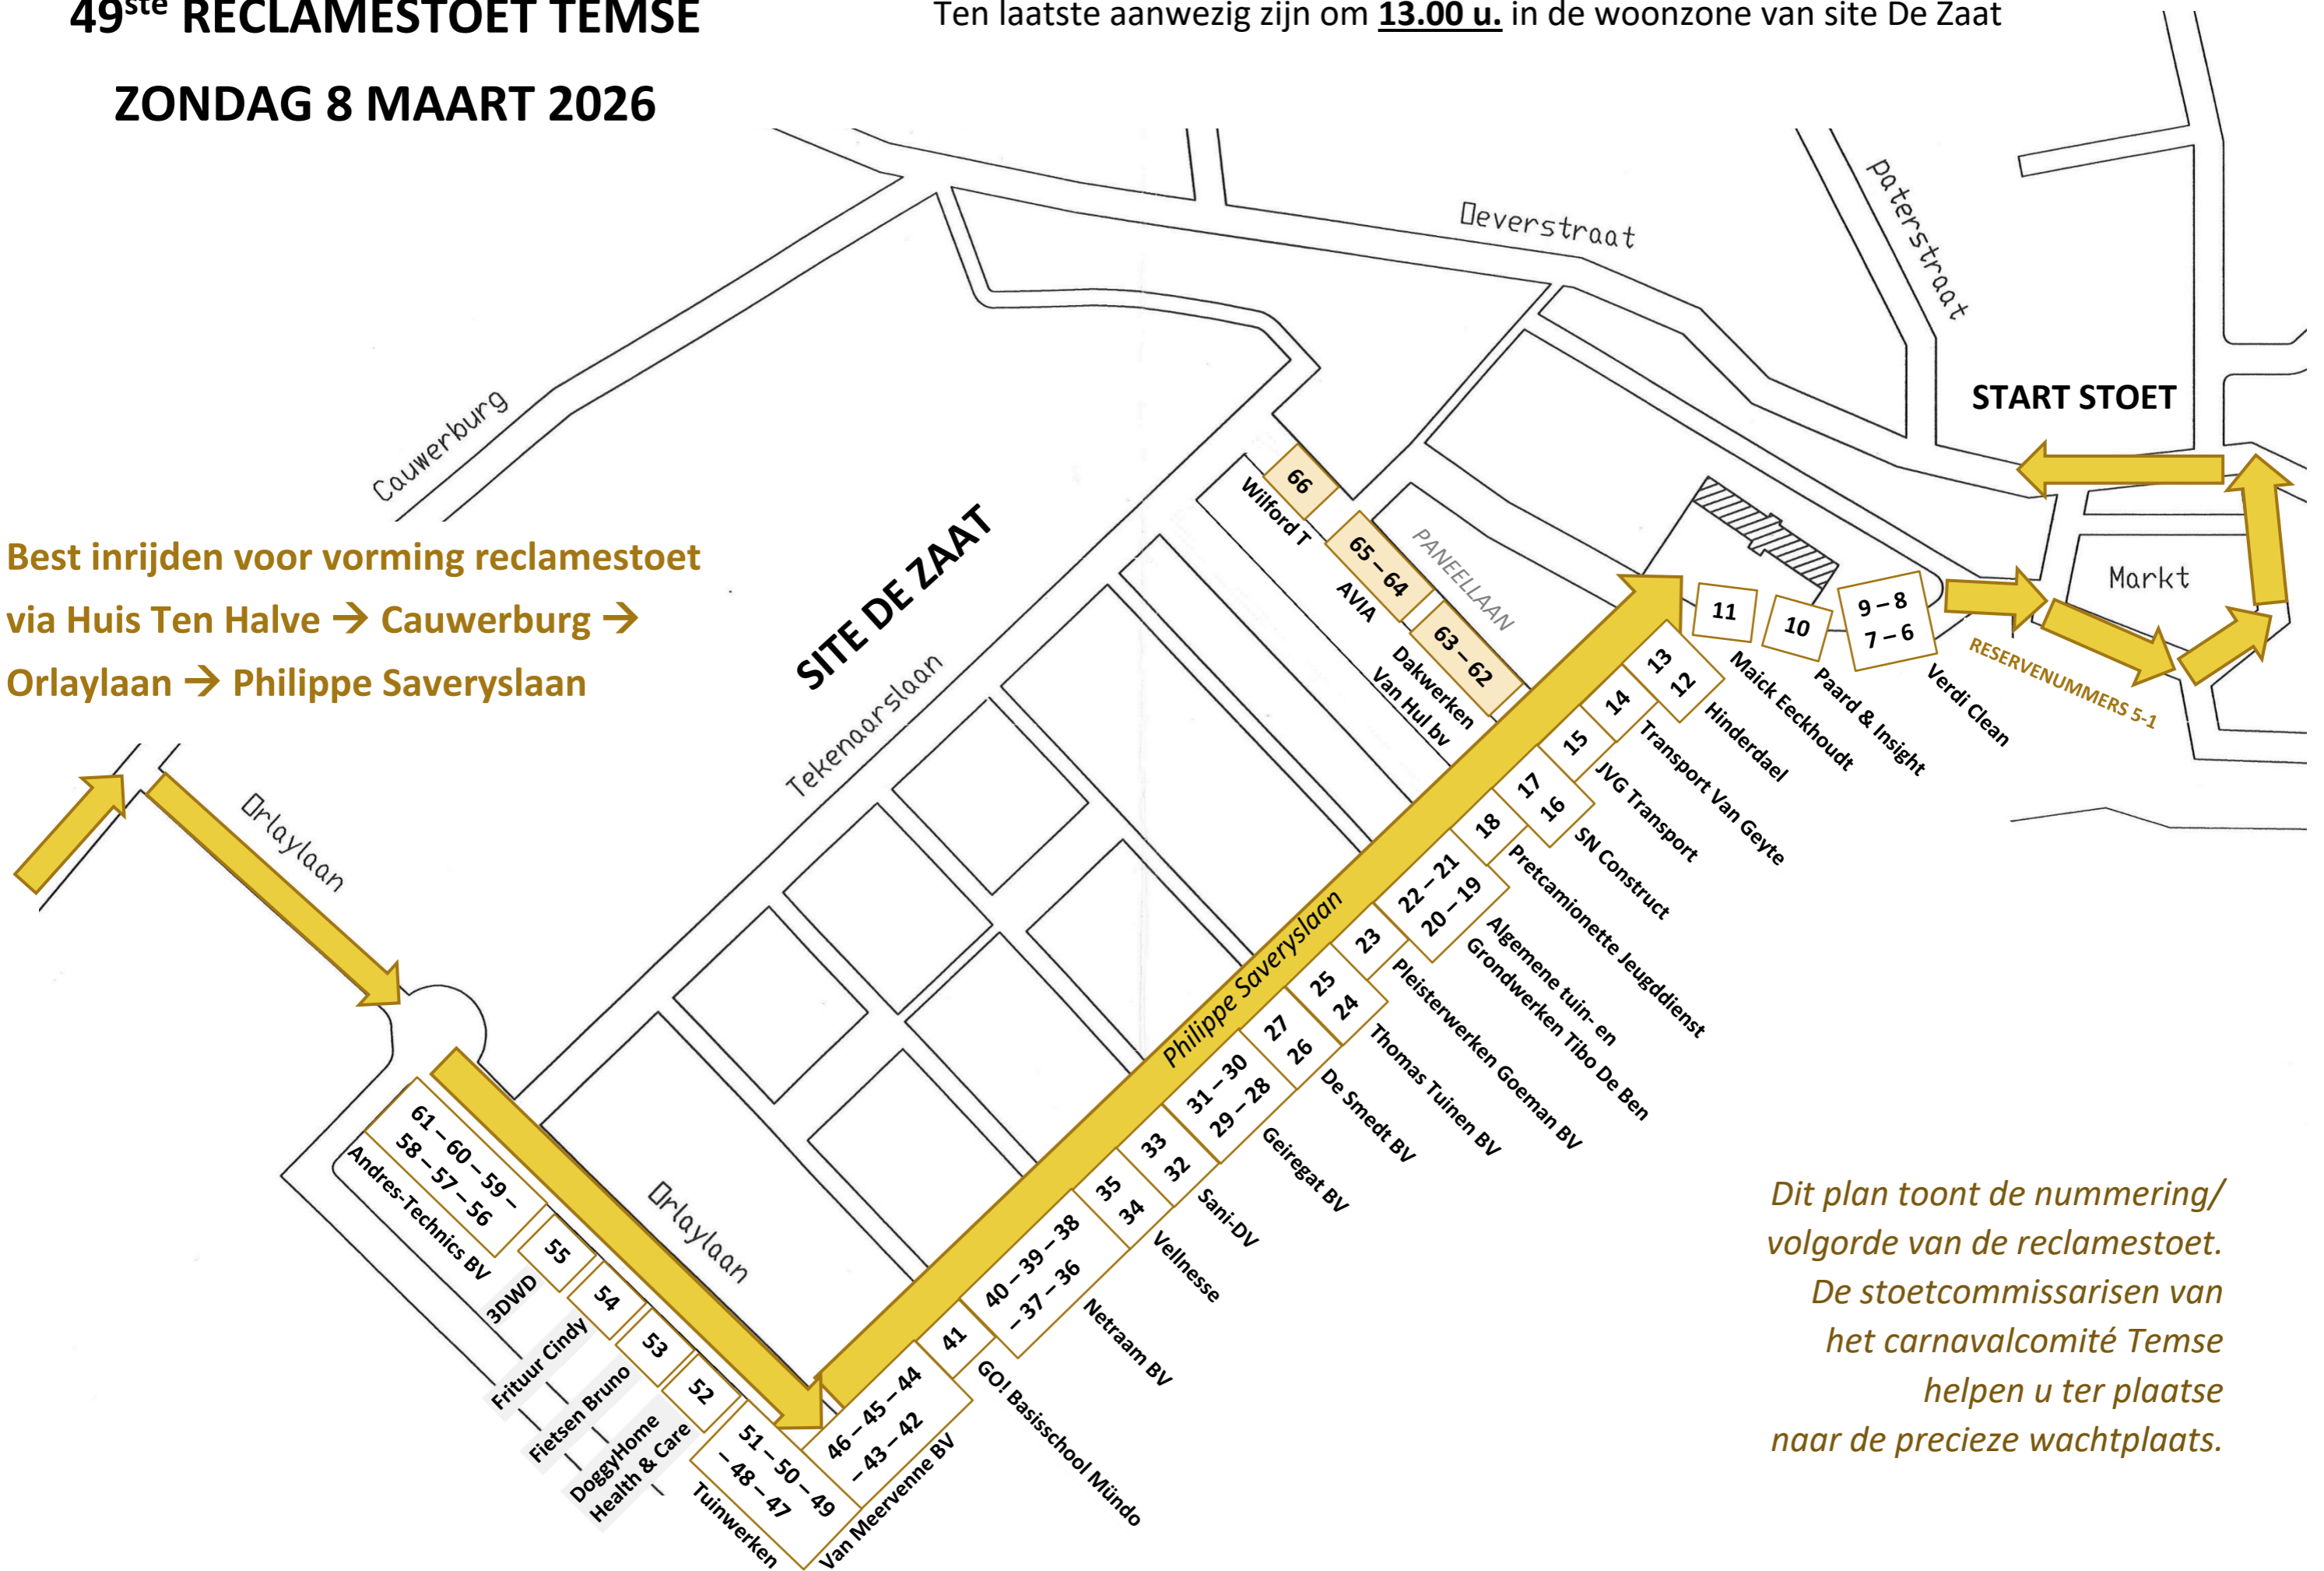 49ste RECLAMESTOET TEMSE
ZONDAG 8 MAART 2026
Ten laatste aanwezig zijn om 13.00 u. in de woonzone van site De Zaat
Oeverstraat
paterstraat
Cauwerburg
START STOET
Markt
RESERVENUMMERS 5-1
Best inrijden voor vorming reclamestoet
via Huis Ten Halve → Cauwerburg →
Orlaylaan → Philippe Saveryslaan
SITE DE ZAAT
Tekenaarslaan
PANEELLAAN
66
Wilford T
65 – 64
AVIA
63 – 62
Dakwerken
Van Hul bv
9 – 8
7 – 6
Verdi Clean
10
Paard & Insight
11
Maick Eeckhoudt
13
12
Hinderdael
14
Transport Van Geyte
15
JVG Transport
17
16
SN Construct
18
Pretcamionette Jeugddienst
22 – 21
20 – 19
Algemene tuin- en
Grondwerken Tibo De Ben
23
Pleisterwerken Goeman BV
25
24
Thomas Tuinen BV
27
26
De Smedt BV
31 – 30
29 – 28
Geiregat BV
33
32
Sani-DV
35
34
Vellnesse
40 – 39 – 38
– 37 – 36
Netraam BV
41
GO! Basisschool Mündo
46 – 45 – 44
– 43 – 42
Van Meervenne BV
51 – 50 – 49
– 48 – 47
Tuinwerken
52
DoggyHome
Health & Care
53
Fietsen Bruno
54
Frituur Cindy
55
3DWD
61 – 60 – 59 –
58 – 57 – 56
Andres-Technics BV
Orlaylaan
Orlaylaan
Philippe Saveryslaan
Dit plan toont de nummering/
volgorde van de reclamestoet.
De stoetcommissarisen van
het carnavalcomité Temse
helpen u ter plaatse
naar de precieze wachtplaats.